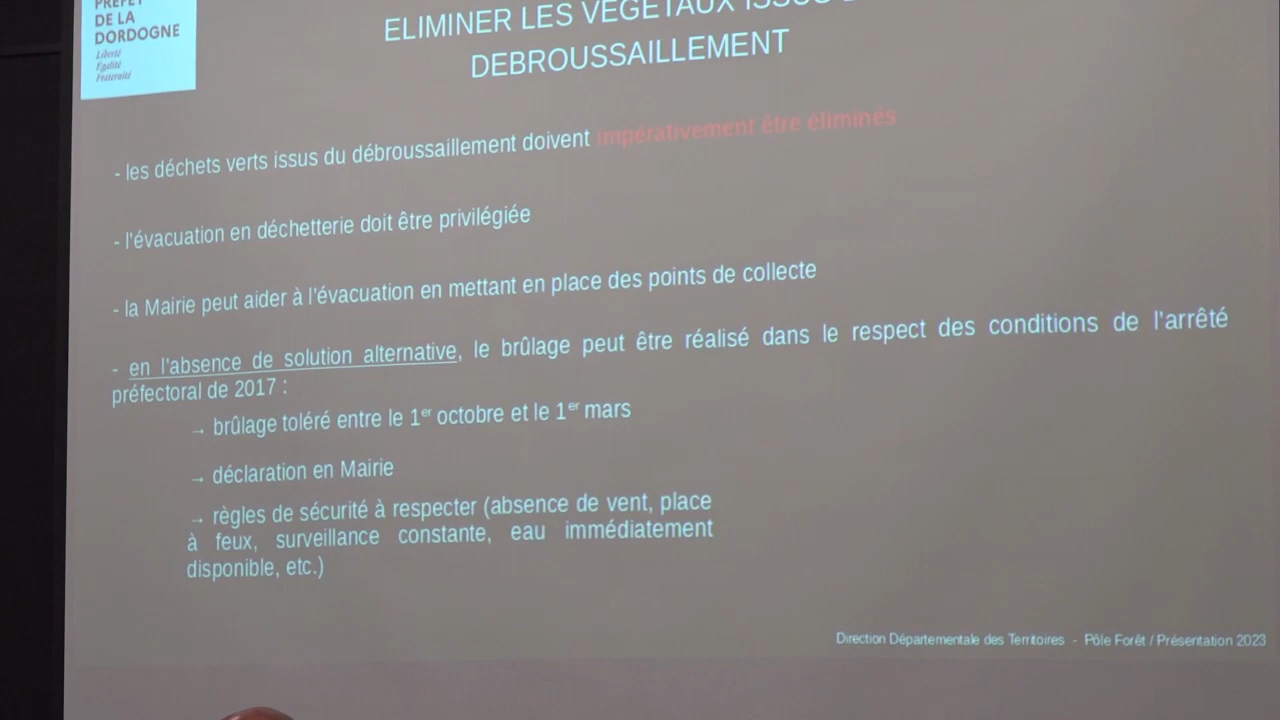 PRÉFET
DE LA
DORDOGNE
Liberté
Égalité
Fraternité
ELIMINER LES VEGETAUX ISSUS
DEBROUSSAILLEMENT
- les déchets verts issus du débroussaillement doivent impérativement être éliminés
- l'évacuation en déchetterie doit être privilégiée
- la Mairie peut aider à l'évacuation en mettant en place des points de collecte
- en l'absence de solution alternative, le brûlage peut être réalisé dans le respect des conditions de l'arrêté
préfectoral de 2017 :
→ brûlage toléré entre le 1er octobre et le 1er mars
→ déclaration en Mairie
→ règles de sécurité à respecter (absence de vent, place
à feux, surveillance constante, eau immédiatement
disponible, etc.)
Direction Départementale des Territoires - Pôle Forêt / Présentation 2023